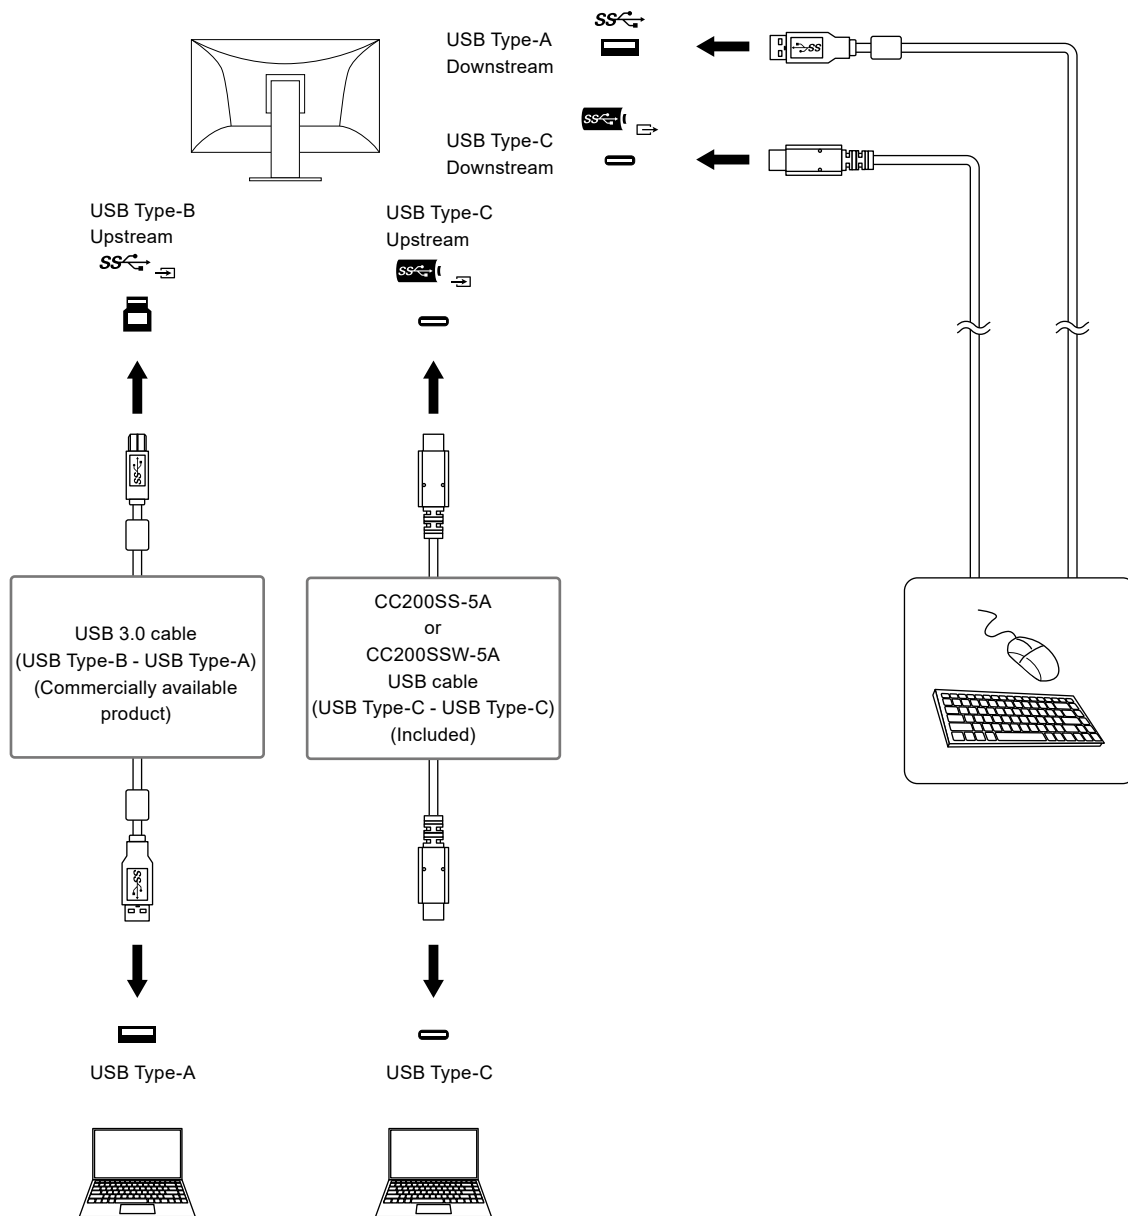 USB Type-A
Downstream
USB Type-C
Downstream
USB Type-B
Upstream
USB Type-C
Upstream
USB 3.0 cable
(USB Type-B - USB Type-A)
(Commercially available
product)
CC200SS-5A
or
CC200SSW-5A
USB cable
(USB Type-C - USB Type-C)
(Included)
USB Type-A
USB Type-C